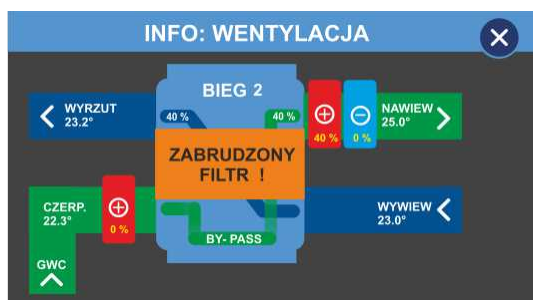 INFO: WENTYLACJA
BIEG 2
WYRZUT
23.2°
40 %
40 %
40 %
0 %
NAWIEW
25.0°
ZABRUDZONY
FILTR !
CZERP.
22.3°
0 %
WYWIEW
23.0°
BY- PASS
GWC